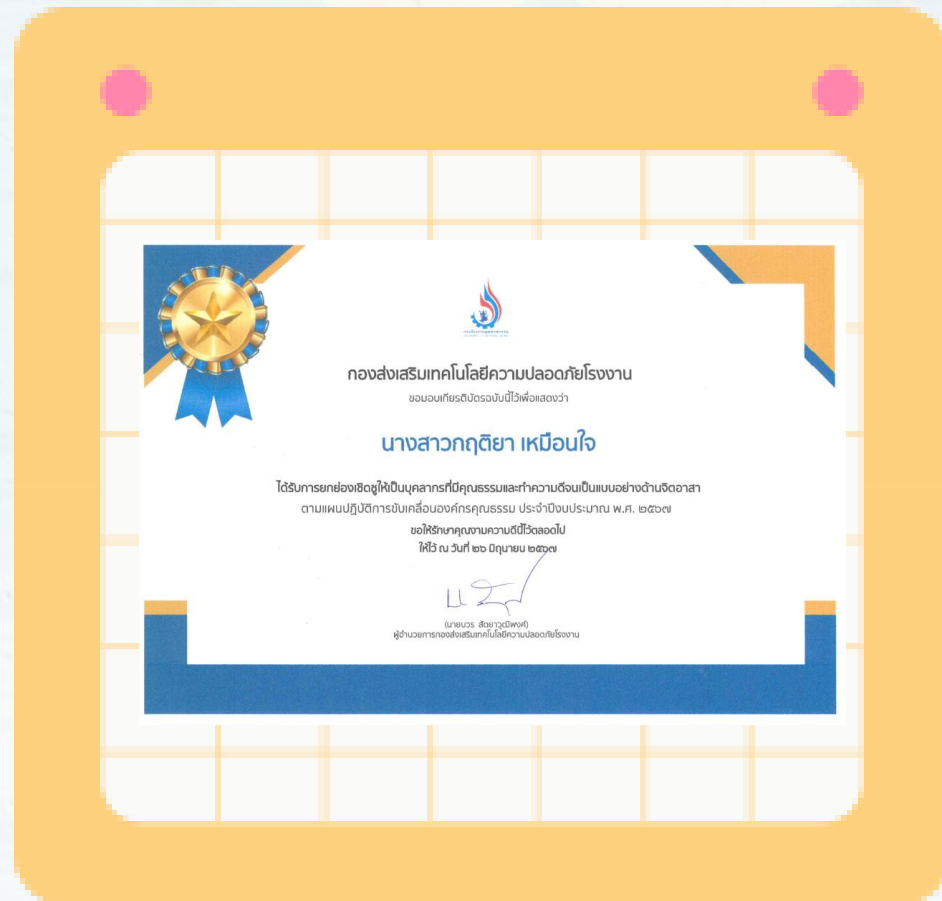 กองส่งเสริมเทคโนโลยีความปลอดภัยโรงงาน
ขอมอบเกียรติบัตรฉบับนี้ไว้เพื่อแสดงว่า
นางสาวกฤติยา เหมือนใจ
ได้รับการยกย่องเชิดชูให้เป็นบุคลากรที่มีคุณธรรมและทำความดีจนเป็นแบบอย่างด้านจิตอาสา
ตามแผนปฏิบัติการขับเคลื่อนองค์กรคุณธรรม ประจำปีงบประมาณ พ.ศ. ๒๕๖๗
ขอให้รักษาคุณงามความดีนี้ไว้ตลอดไป
ให้ไว้ ณ วันที่ ๒๖ มิถุนายน ๒๕๖๗
(นายบวร สัตยาวุฒิพงศ์)
ผู้อำนวยการกองส่งเสริมเทคโนโลยีความปลอดภัยโรงงาน